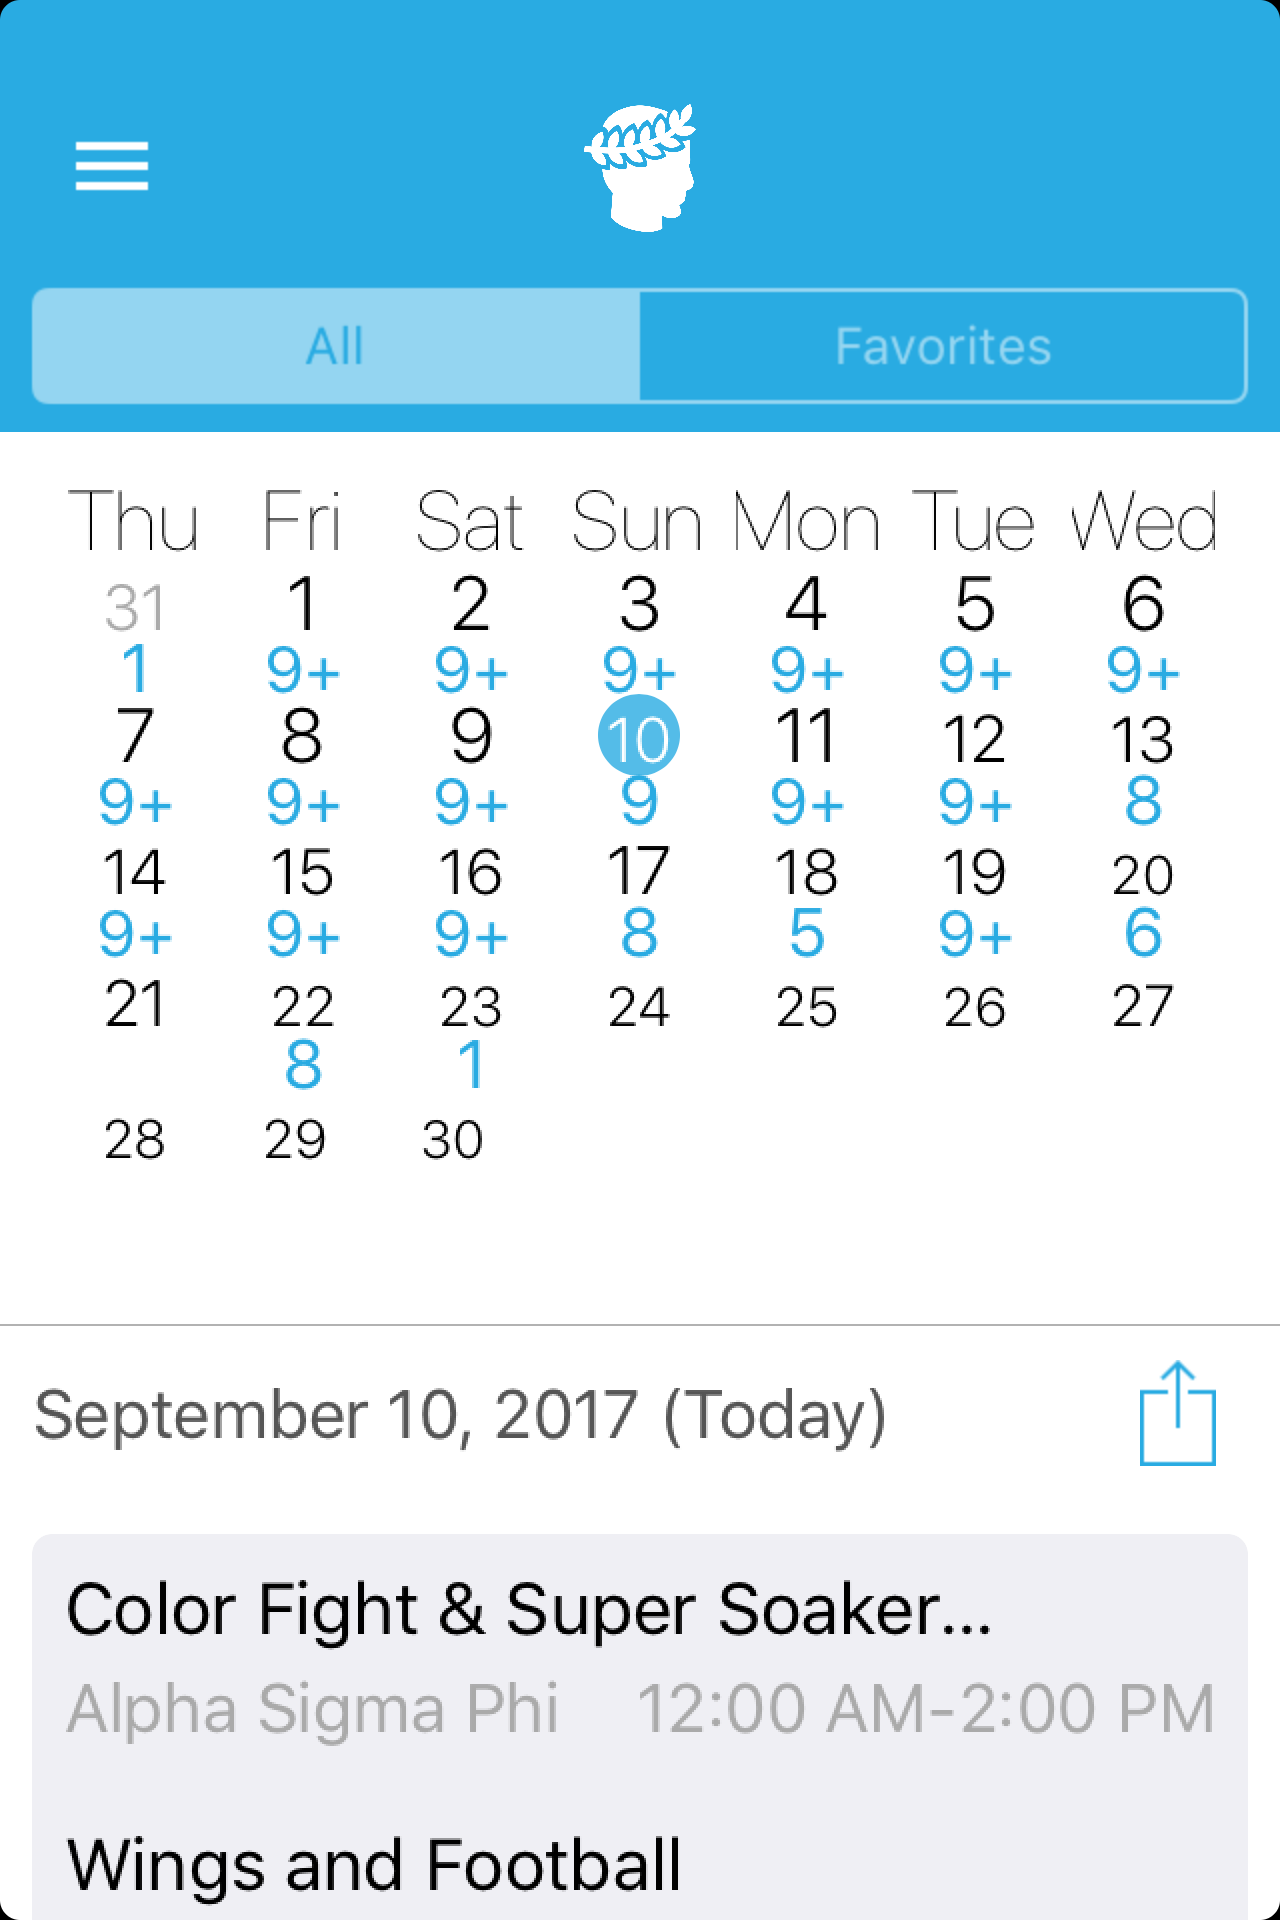 All Favorites
Thu Fri Sat Sun Mon Tue Wed
31 1 2 3 4 5 6
1 9+ 9+ 9+ 9+ 9+ 9+
7 8 9 10 11 12 13
9+ 9+ 9+ 9 9+ 9+ 8
14 15 16 17 18 19 20
9+ 9+ 9+ 8 5 9+ 6
21 22 23 24 25 26 27
8 1
28 29 30
September 10, 2017 (Today)
Color Fight & Super Soaker...
Alpha Sigma Phi 12:00 AM-2:00 PM
Wings and Football